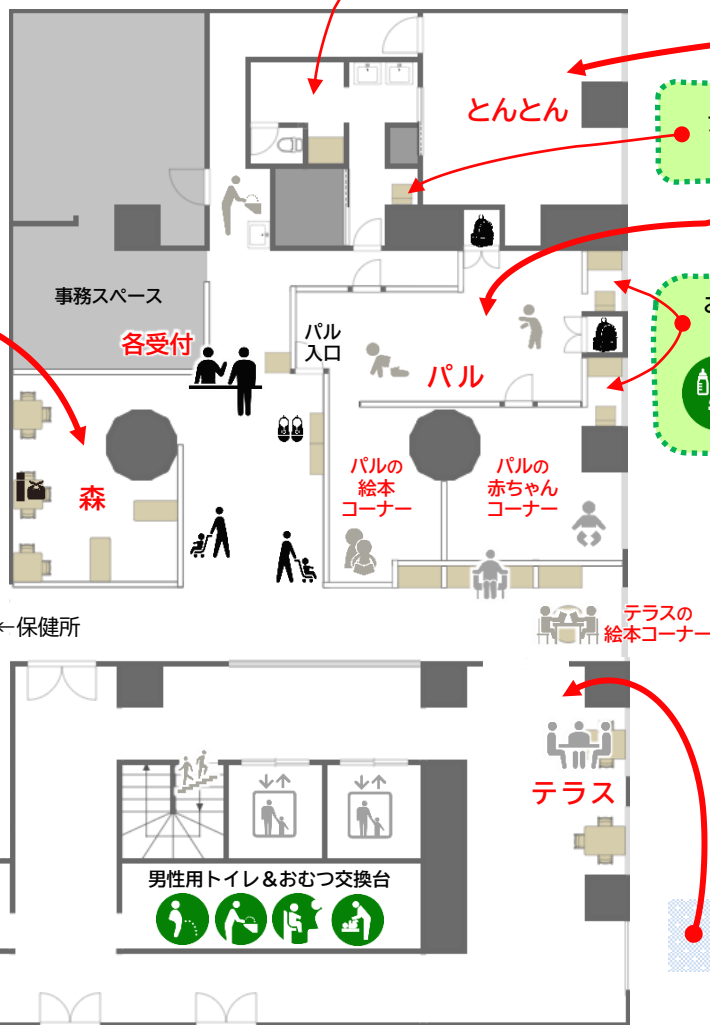 とんとん
事務スペース
各受付
パル
入口
パル
森
パルの
絵本
コーナー
パルの
赤ちゃん
コーナー
←保健所
テラスの
絵本コーナー
テラス
男性用トイレ&おむつ交換台